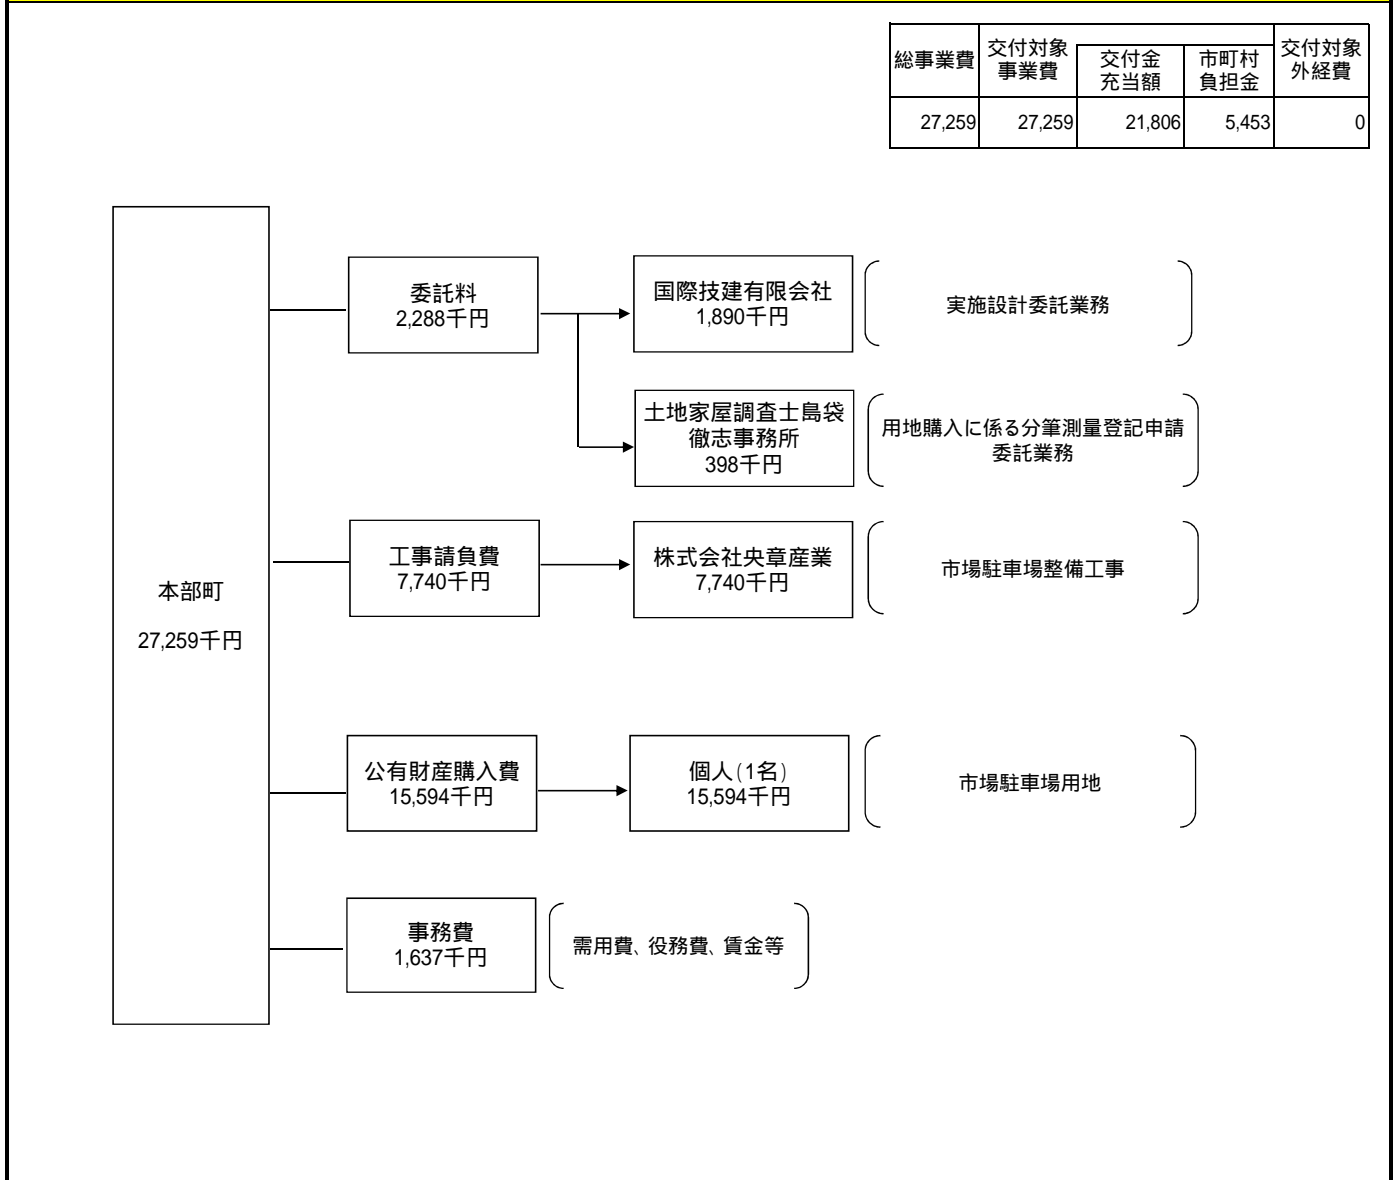 総事業費
交付対象
事業費
交付金
充当額
市町村
負担金
交付対象
外経費
27,259
27,259
21,806
5,453
0
本部町
27,259千円
委託料
2,288千円
国際技建有限会社
1,890千円
実施設計委託業務
土地家屋調査士島袋
徹志事務所
398千円
用地購入に係る分筆測量登記申請
委託業務
工事請負費
7,740千円
株式会社央章産業
7,740千円
市場駐車場整備工事
公有財産購入費
15,594千円
個人(1名)
15,594千円
市場駐車場用地
事務費
1,637千円
需用費、役務費、賃金等